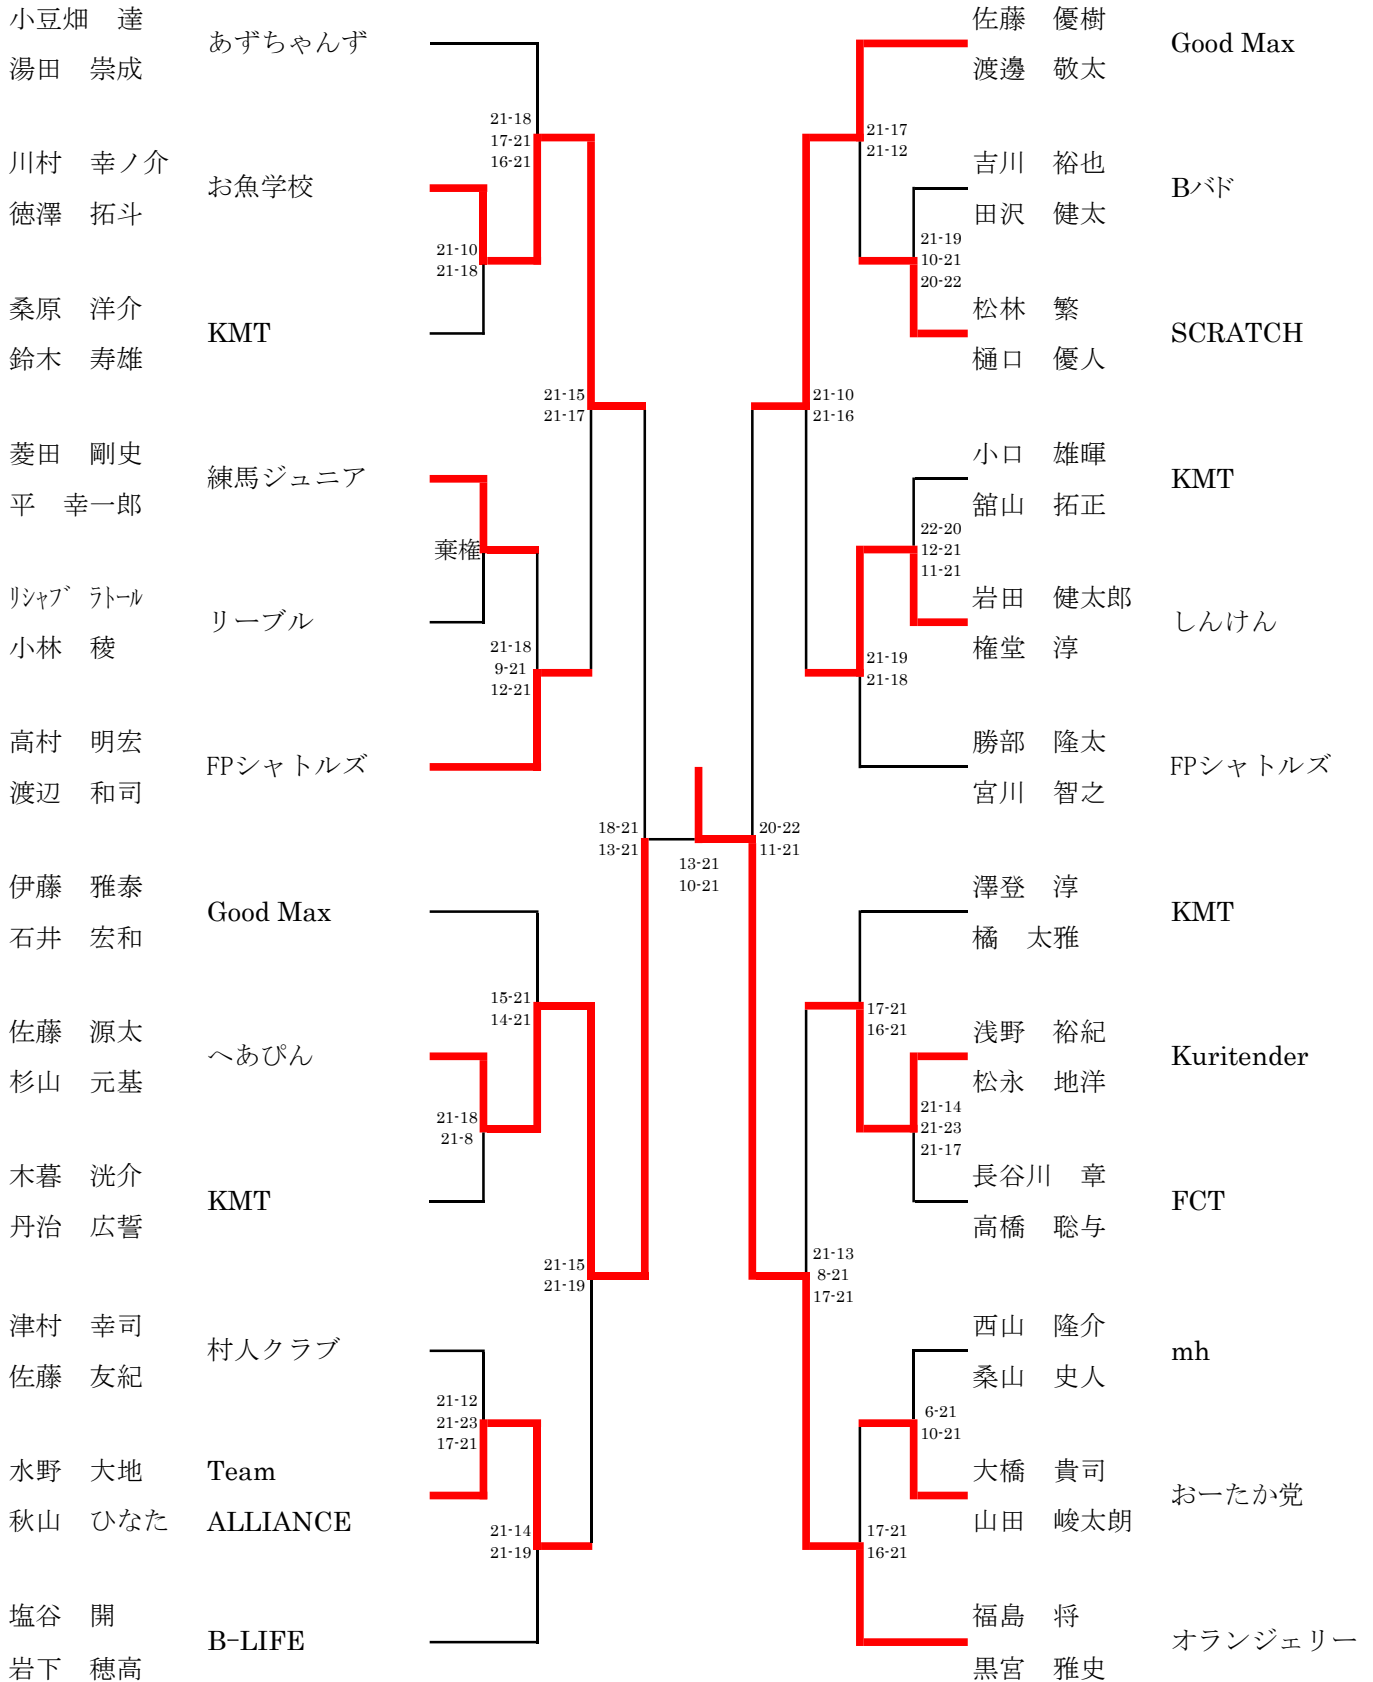 小豆畑　達
あずちゃんず
湯田　崇成
21-18
17-21
16-21
川村　幸ノ介
お魚学校
徳澤　拓斗
21-10
21-18
桑原　洋介
KMT
鈴木　寿雄
21-15
21-17
菱田　剛史
練馬ジュニア
平　幸一郎
棄権
ﾘｼｬﾌﾞ　ﾗﾄｰﾙ
リーブル
小林　稜
21-18
9-21
12-21
高村　明宏
FPシャトルズ
渡辺　和司
18-21
13-21
伊藤　雅泰
Good Max
石井　宏和
15-21
14-21
佐藤　源太
へあぴん
杉山　元基
21-18
21-8
木暮　洸介
KMT
丹治　広誓
21-15
21-19
津村　幸司
村人クラブ
佐藤　友紀
21-12
21-23
17-21
水野　大地
Team
秋山　ひなた
ALLIANCE
21-14
21-19
塩谷　開
B-LIFE
岩下　穂高
13-21
10-21
佐藤　優樹
Good Max
渡邊　敬太
21-17
21-12
吉川　裕也
Bバド
田沢　健太
21-19
10-21
20-22
松林　繁
SCRATCH
樋口　優人
21-10
21-16
小口　雄暉
KMT
舘山　拓正
22-20
12-21
11-21
岩田　健太郎
しんけん
権堂　淳
21-19
21-18
勝部　隆太
FPシャトルズ
宮川　智之
20-22
11-21
澤登　淳
KMT
橘　太雅
17-21
16-21
浅野　裕紀
Kuritender
松永　地洋
21-14
21-23
21-17
長谷川　章
FCT
高橋　聡与
21-13
8-21
17-21
西山　隆介
mh
桑山　史人
6-21
10-21
大橋　貴司
おーたか党
山田　峻太朗
17-21
16-21
福島　将
オランジェリー
黒宮　雅史